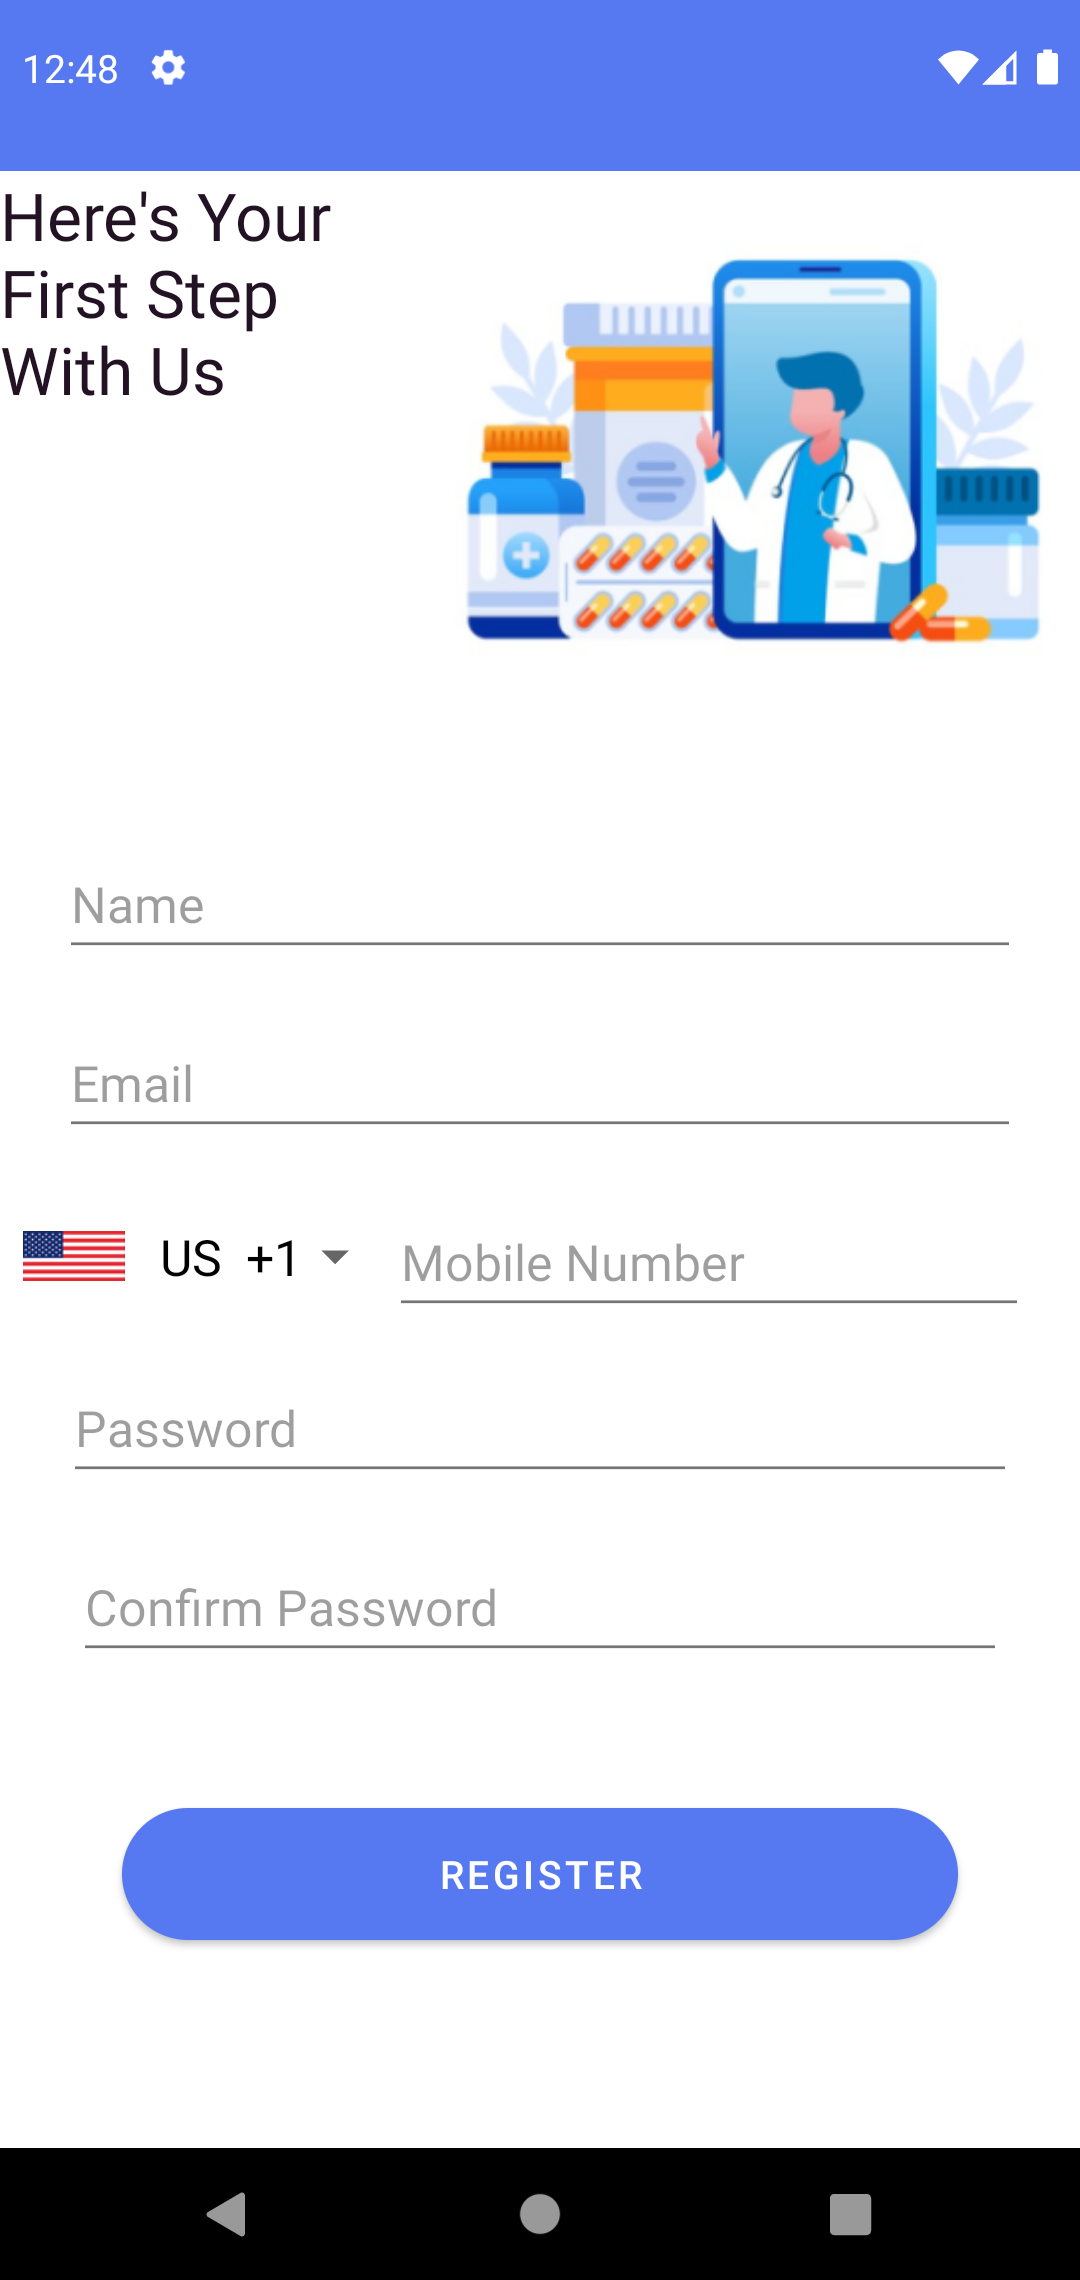 12:48
Here's Your
First Step
With Us
Name
Email
US +1
Mobile Number
Password
Confirm Password
REGISTER